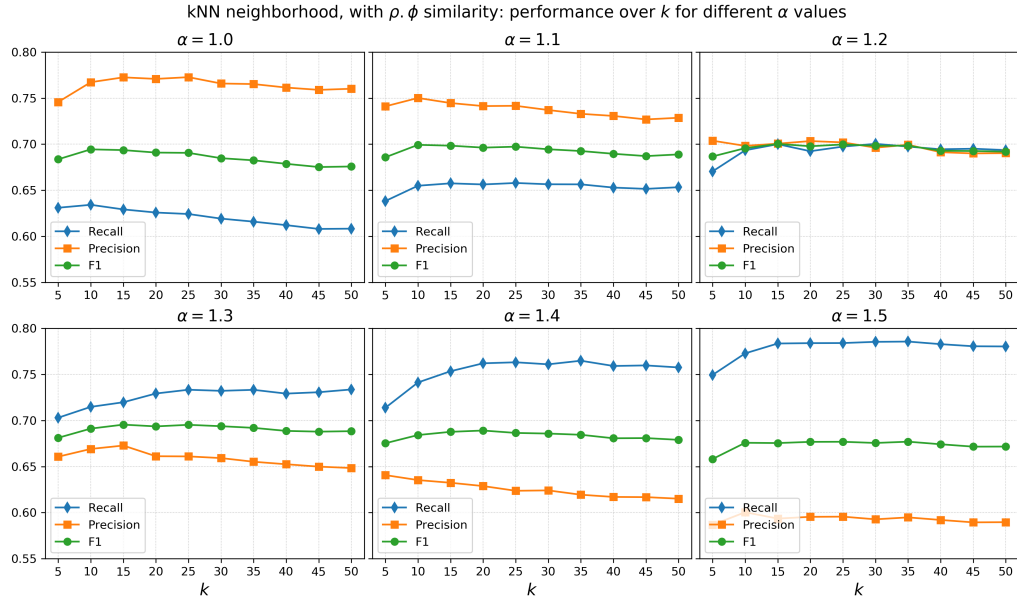 kNN neighborhood, with ρ.ϕ similarity: performance over k for different α values
α = 1.0
α = 1.1
α = 1.2
0.80
0.75
0.70
0.65
0.60
0.55
Recall
Precision
F1
Recall
Precision
F1
Recall
Precision
F1
5 10 15 20 25 30 35 40 45 50
5 10 15 20 25 30 35 40 45 50
5 10 15 20 25 30 35 40 45 50
α = 1.3
α = 1.4
α = 1.5
0.80
0.75
0.70
0.65
0.60
0.55
Recall
Precision
F1
Recall
Precision
F1
Recall
Precision
F1
5 10 15 20 25 30 35 40 45 50
5 10 15 20 25 30 35 40 45 50
5 10 15 20 25 30 35 40 45 50
k
k
k